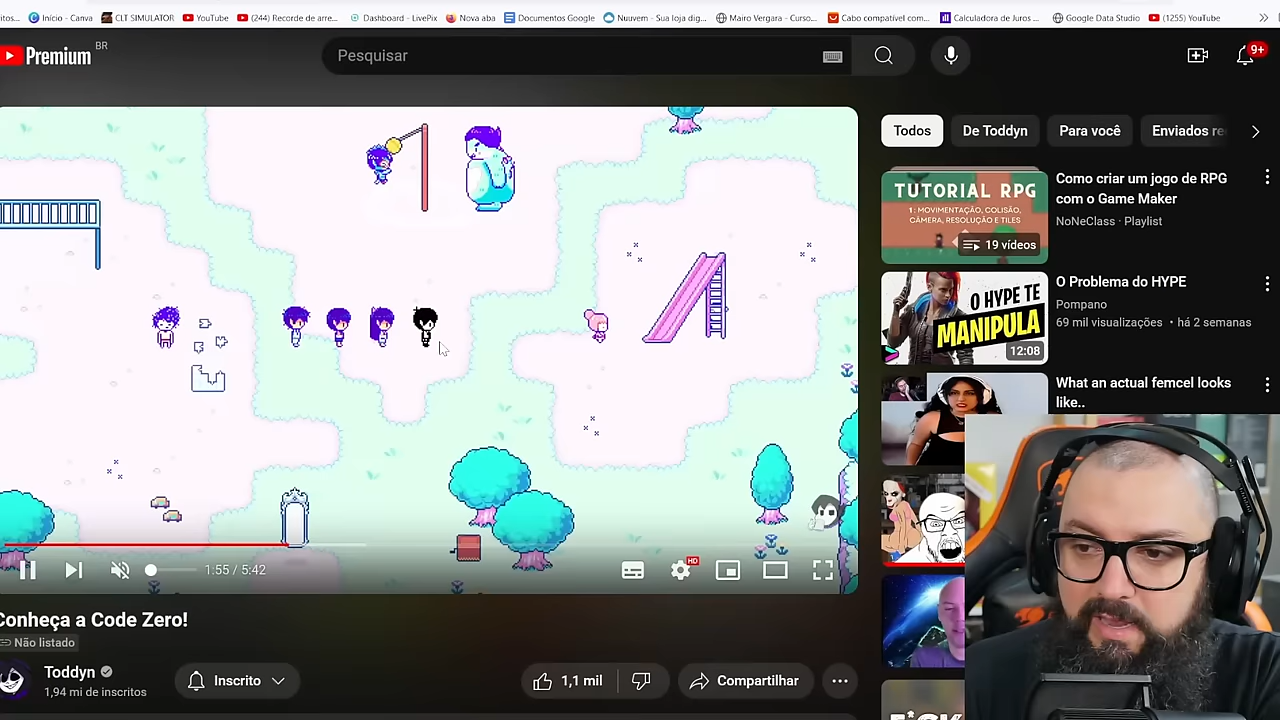 itos...
Início - Canva
CLT SIMULATOR
YouTube
(244) Recorde de arre...
Dashboard - LivePix
Nova aba
Documentos Google
Nuuvem - Sua loja dig...
Mairo Vergara - Curso...
Cabo compatível com...
Calculadora de Juros ...
Google Data Studio
(1255) YouTube
Premium BR
Pesquisar
9+
Todos
De Toddyn
Para você
Enviados re
TUTORIAL RPG
1: MOVIMENTAÇÃO, COLISÃO,
CÂMERA, RESOLUÇÃO E TILES
19 vídeos
Como criar um jogo de RPG
com o Game Maker
NoNeClass · Playlist
O HYPE TE
MANIPULA
12:08
O Problema do HYPE
Pompano
69 mil visualizações • há 2 semanas
What an actual femcel looks
like..
1:55 / 5:42
HD
Conheça a Code Zero!
Não listado
Toddyn
1,94 mi de inscritos
Inscrito
1,1 mil
Compartilhar